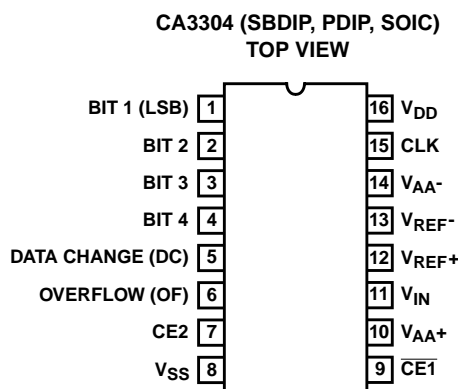 CA3304 (SBDIP, PDIP, SOIC)
TOP VIEW
BIT 1 (LSB) 1 16 VDD
BIT 2 2 15 CLK
BIT 3 3 14 VAA-
BIT 4 4 13 VREF-
DATA CHANGE (DC) 5 12 VREF+
OVERFLOW (OF) 6 11 VIN
CE2 7 10 VAA+
VSS 8 9 C̅E̅1̅